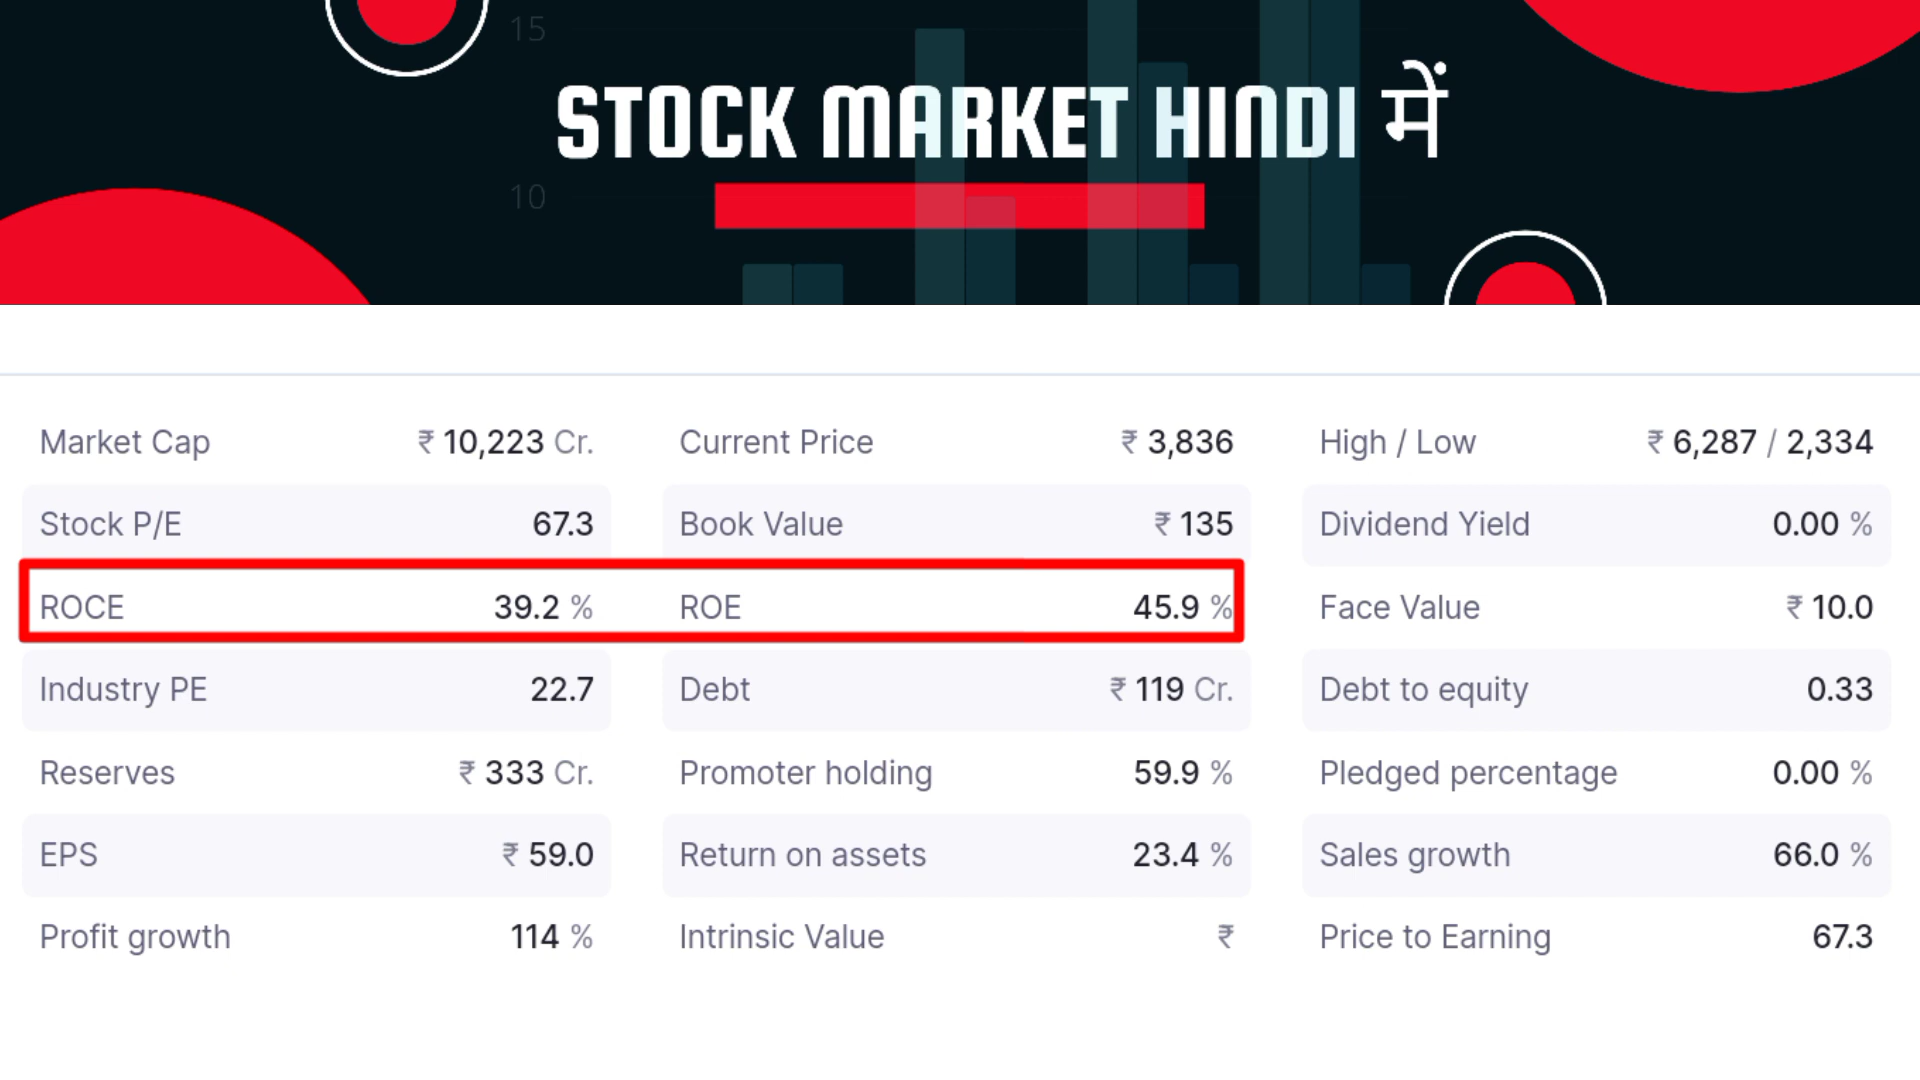 15
STOCK MARKET HINDI में
10
Market Cap ₹ 10,223 Cr. Current Price ₹ 3,836 High / Low ₹ 6,287 / 2,334
Stock P/E 67.3 Book Value ₹ 135 Dividend Yield 0.00 %
ROCE 39.2 % ROE 45.9 % Face Value ₹ 10.0
Industry PE 22.7 Debt ₹ 119 Cr. Debt to equity 0.33
Reserves ₹ 333 Cr. Promoter holding 59.9 % Pledged percentage 0.00 %
EPS ₹ 59.0 Return on assets 23.4 % Sales growth 66.0 %
Profit growth 114 % Intrinsic Value ₹ Price to Earning 67.3